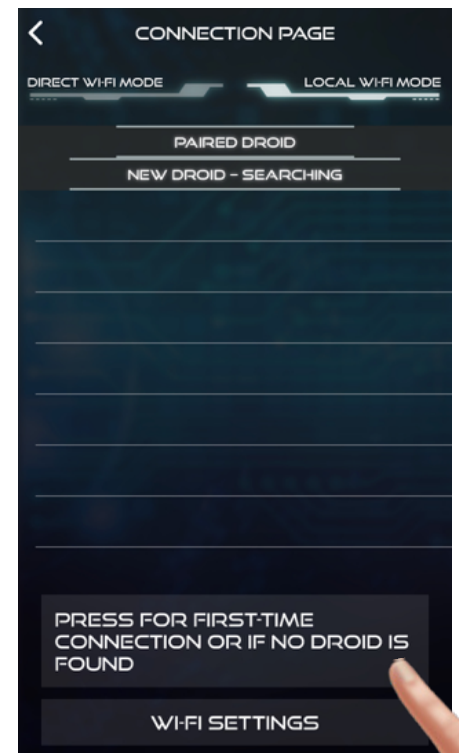 CONNECTION PAGE
DIRECT WI-FI MODE LOCAL WI-FI MODE
PAIRED DROID
NEW DROID – SEARCHING
PRESS FOR FIRST-TIME
CONNECTION OR IF NO DROID IS
FOUND
WI-FI SETTINGS